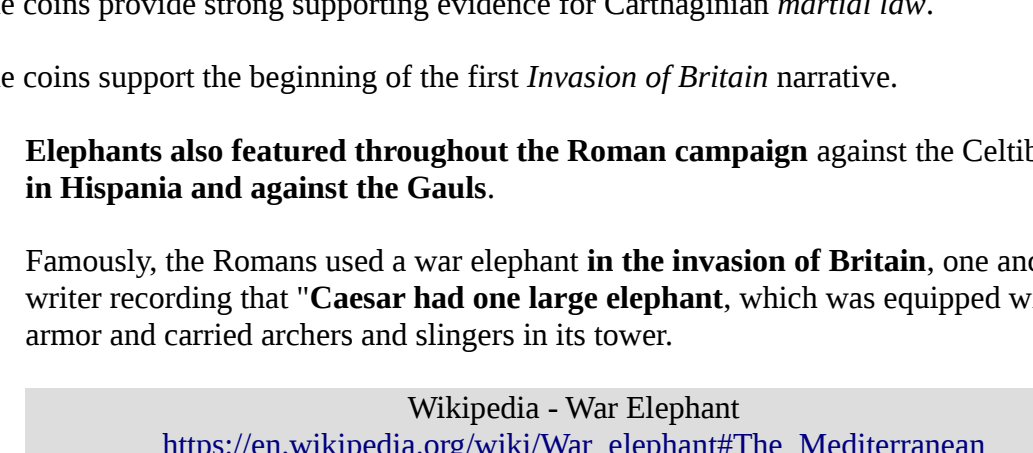 e coins provide strong supporting evidence for Carthaginian martial law.
e coins support the beginning of the first Invasion of Britain narrative.
Elephants also featured throughout the Roman campaign against the
in Hispania and against the Gauls.
Famously, the Romans used a war elephant in the invasion of Britain, one
writer recording that "Caesar had one large elephant, which was equipped
armor and carried archers and slingers in its tower.
Wikipedia - War Elephant
https://en.wikipedia.org/wiki/War_elephant#The_Mediterranean